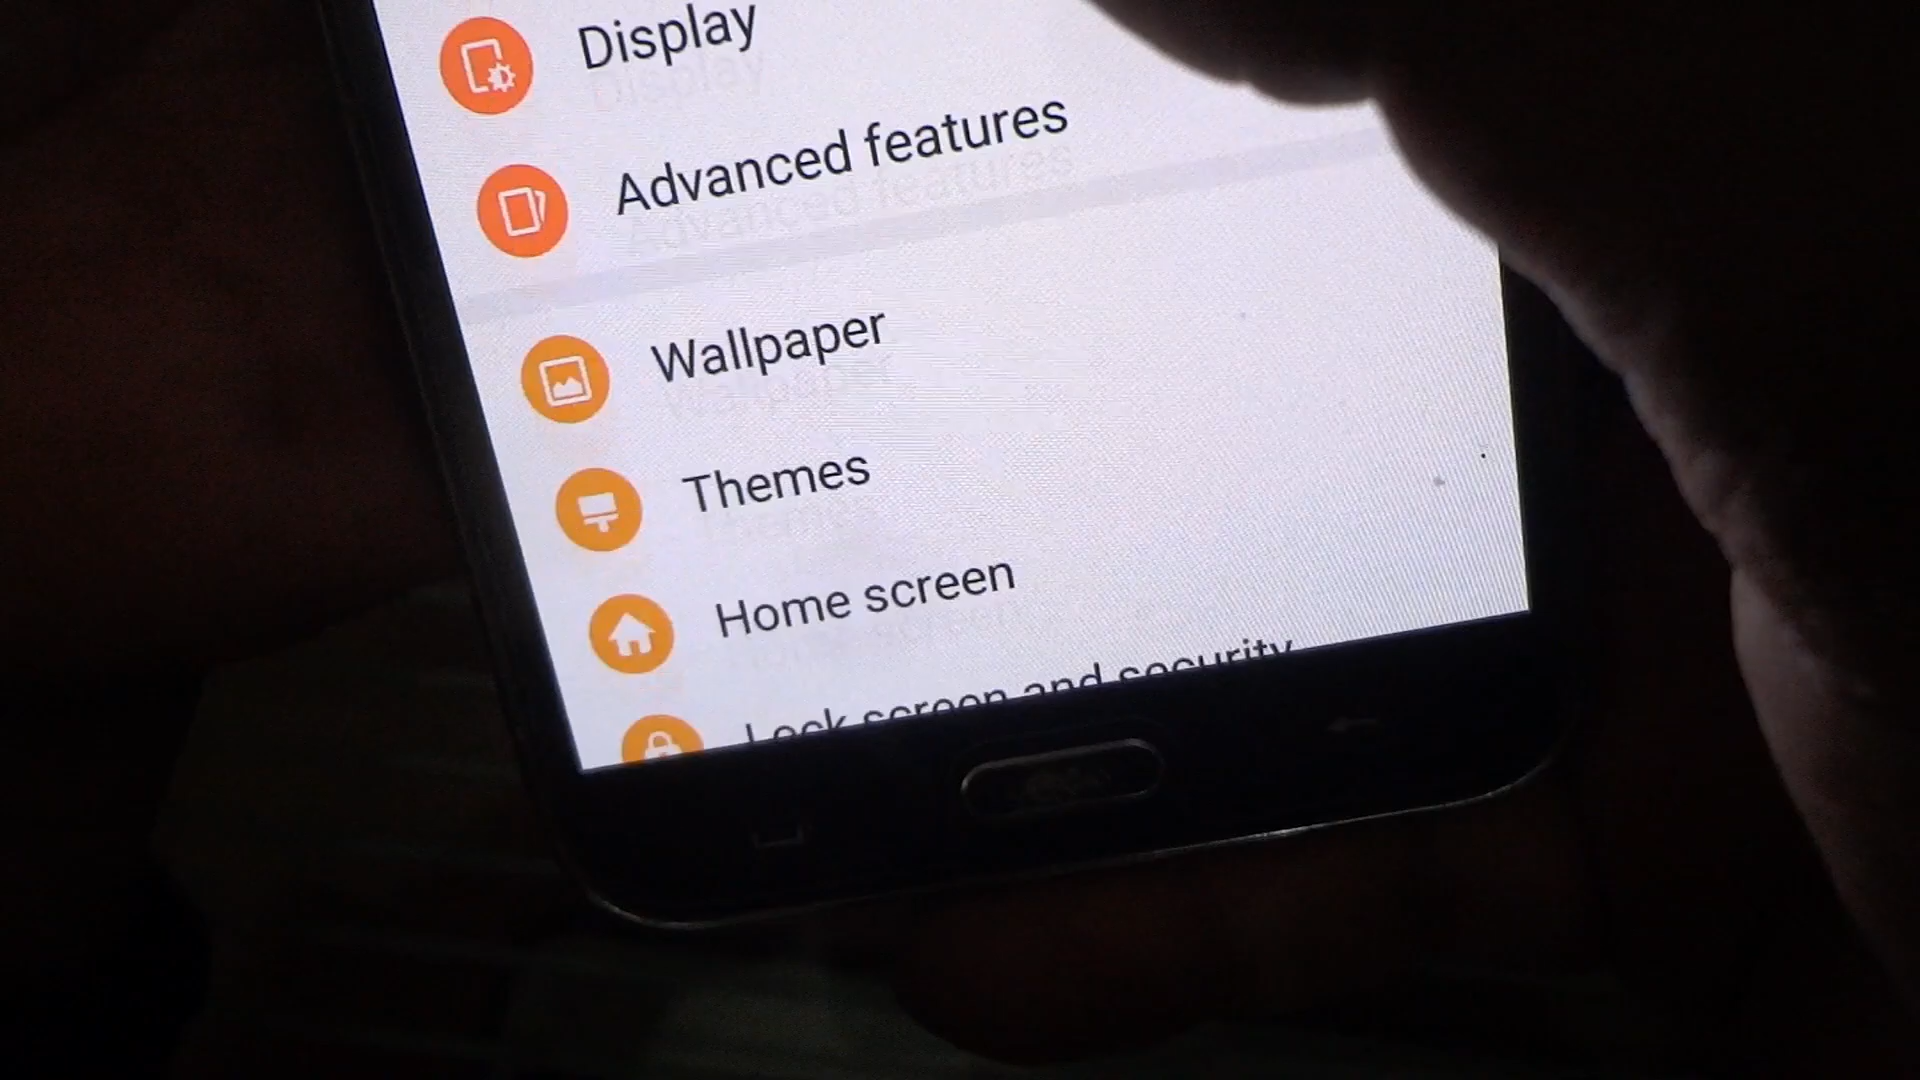 Display
Advanced features
Wallpaper
Themes
Home screen
Lock screen and security